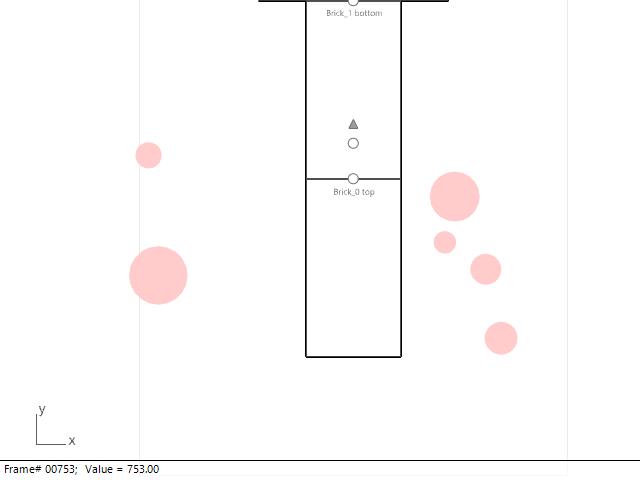 Brick_1 bottom
Brick_0 top
y
x
Frame# 00753; Value = 753.00